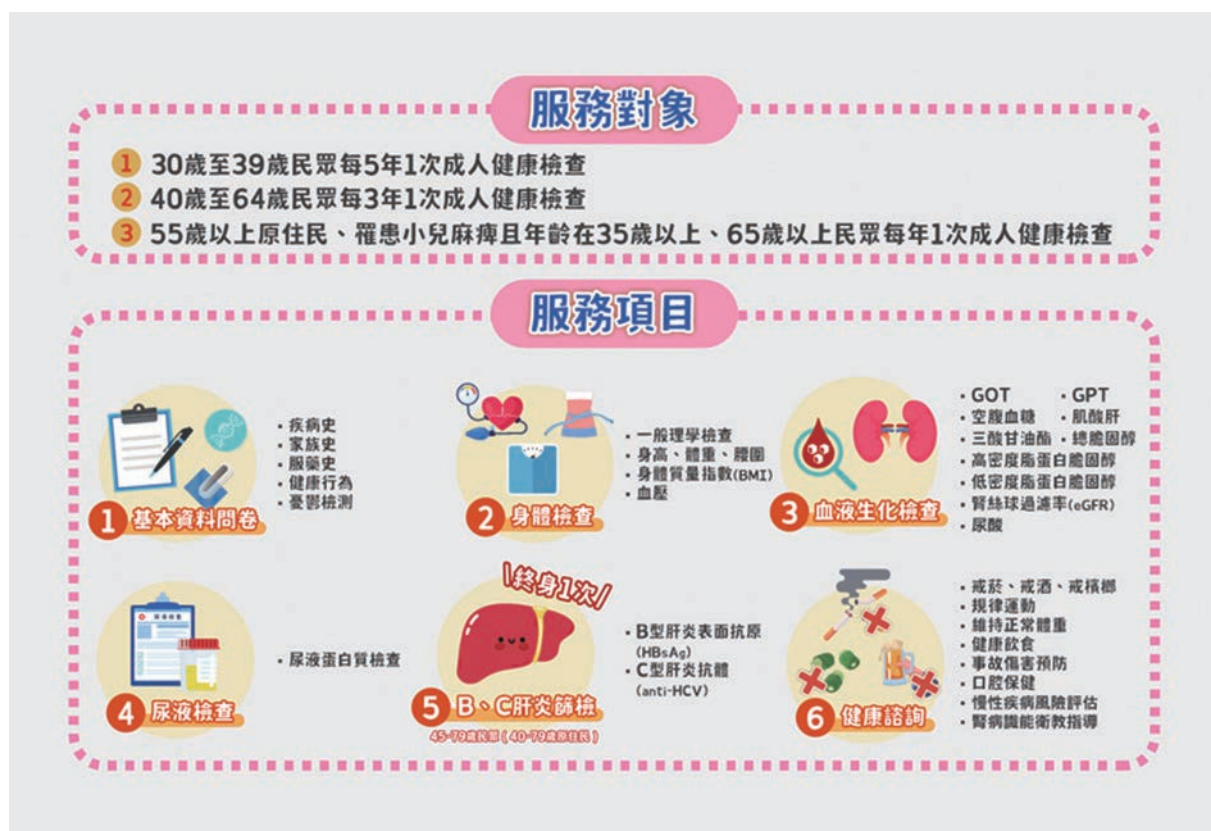 服務對象
1 30歲至39歲民眾每5年1次成人健康檢查
2 40歲至64歲民眾每3年1次成人健康檢查
3 55歲以上原住民、罹患小兒麻痺且年齡在35歲以上、65歲以上民眾每年1次成人健康檢查
服務項目
1 基本資料問卷
・疾病史
・家族史
・服藥史
・健康行為
・憂鬱檢測
2 身體檢查
・一般理學檢查
・身高、體重、腰圍
・身體質量指數(BMI)
・血壓
3 血液生化檢查
・GOT ・GPT
・空腹血糖 ・肌酸肝
・三酸甘油酯 ・總膽固醇
・高密度脂蛋白膽固醇
・低密度脂蛋白膽固醇
・腎絲球過濾率(eGFR)
・尿酸
4 尿液檢查
・尿液蛋白質檢查
\終身1次/
5 B、C肝炎篩檢
45-79歲民眾(40-79歲原住民)
・B型肝炎表面抗原
(HBsAg)
・C型肝炎抗體
(anti-HCV)
6 健康諮詢
・戒菸、戒酒、戒檳榔
・規律運動
・維持正常體重
・健康飲食
・事故傷害預防
・口腔保健
・慢性疾病風險評估
・腎病識能衛教指導